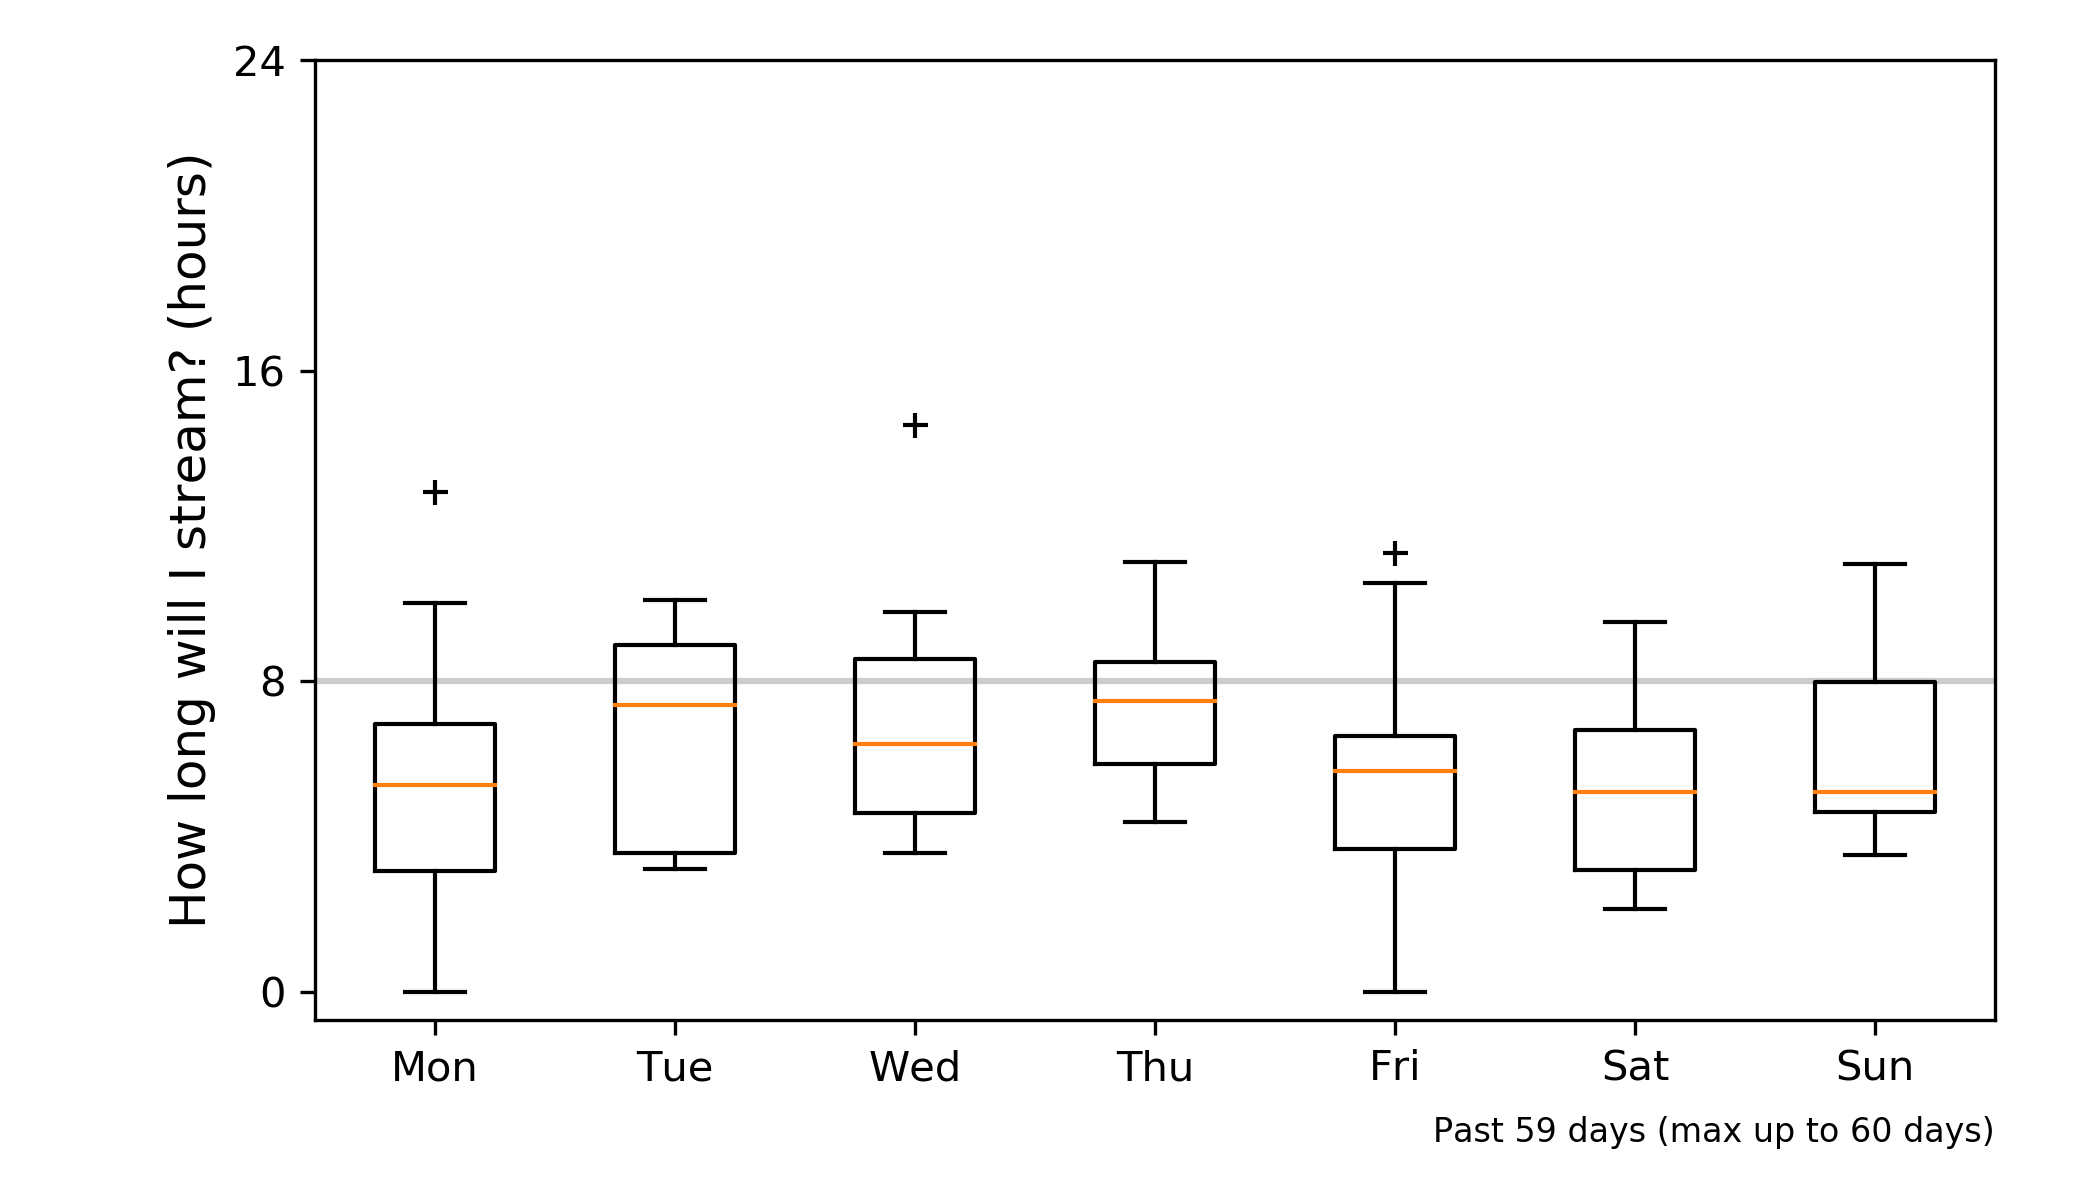 How long will I stream? (hours)
24
16
8
0
Mon Tue Wed Thu Fri Sat Sun
Past 59 days (max up to 60 days)